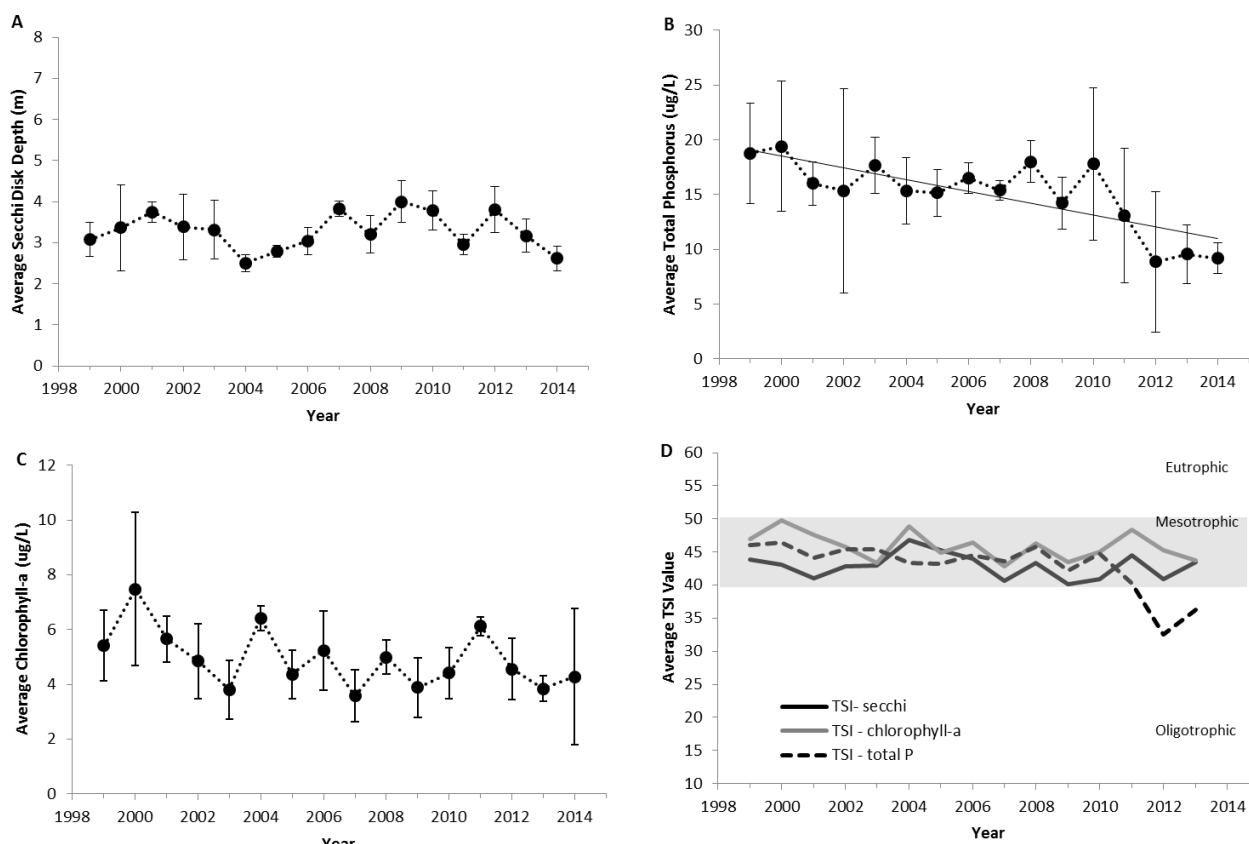 A
Average Secchi Disk Depth (m)
8
7
6
5
4
3
2
1
0
1998 2000 2002 2004 2006 2008 2010 2012 2014
Year
B
Average Total Phosphorus (ug/L)
30
25
20
15
10
5
0
1998 2000 2002 2004 2006 2008 2010 2012 2014
Year
C
Average Chlorophyll-a (ug/L)
12
10
8
6
4
2
0
1998 2000 2002 2004 2006 2008 2010 2012 2014
Year
D
Average TSI Value
60
55
50
45
40
35
30
25
20
15
10
Eutrophic
Mesotrophic
Oligotrophic
TSI- secchi
TSI - chlorophyll-a
TSI - total P
1998 2000 2002 2004 2006 2008 2010 2012 2014
Year